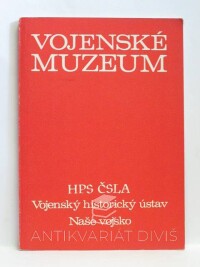 VOJENSKÉ
MUZEUM
HPS ČSLA
Vojenský historický ústav
Naše vojsko
ANTIKVARIÁT DIVIŠ